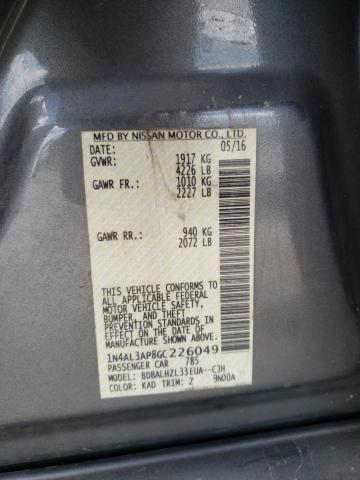 MFD BY NISSAN MOTOR CO., LTD.
DATE: 05/16
GVWR: 1917 KG
4226 LB
GAWR FR.: 1010 KG
2227 LB
GAWR RR.: 940 KG
2072 LB
THIS VEHICLE CONFORMS TO
ALL APPLICABLE FEDERAL
MOTOR VEHICLE SAFETY,
BUMPER, AND THEFT
PREVENTION STANDARDS IN
EFFECT ON THE DATE OF
MANUFACTURE SHOWN ABOVE.
1N4AL3AP8GC226049
PASSENGER CAR 785
MODEL: BDBALHZL33EUA--CJH
COLOR: KAD TRIM: Z 9N00A